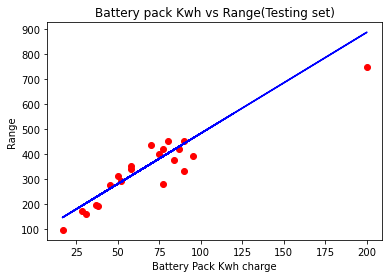 Battery pack Kwh vs Range(Testing set)
900
800
700
600
500
400
300
200
100
Range
25 50 75 100 125 150 175 200
Battery Pack Kwh charge